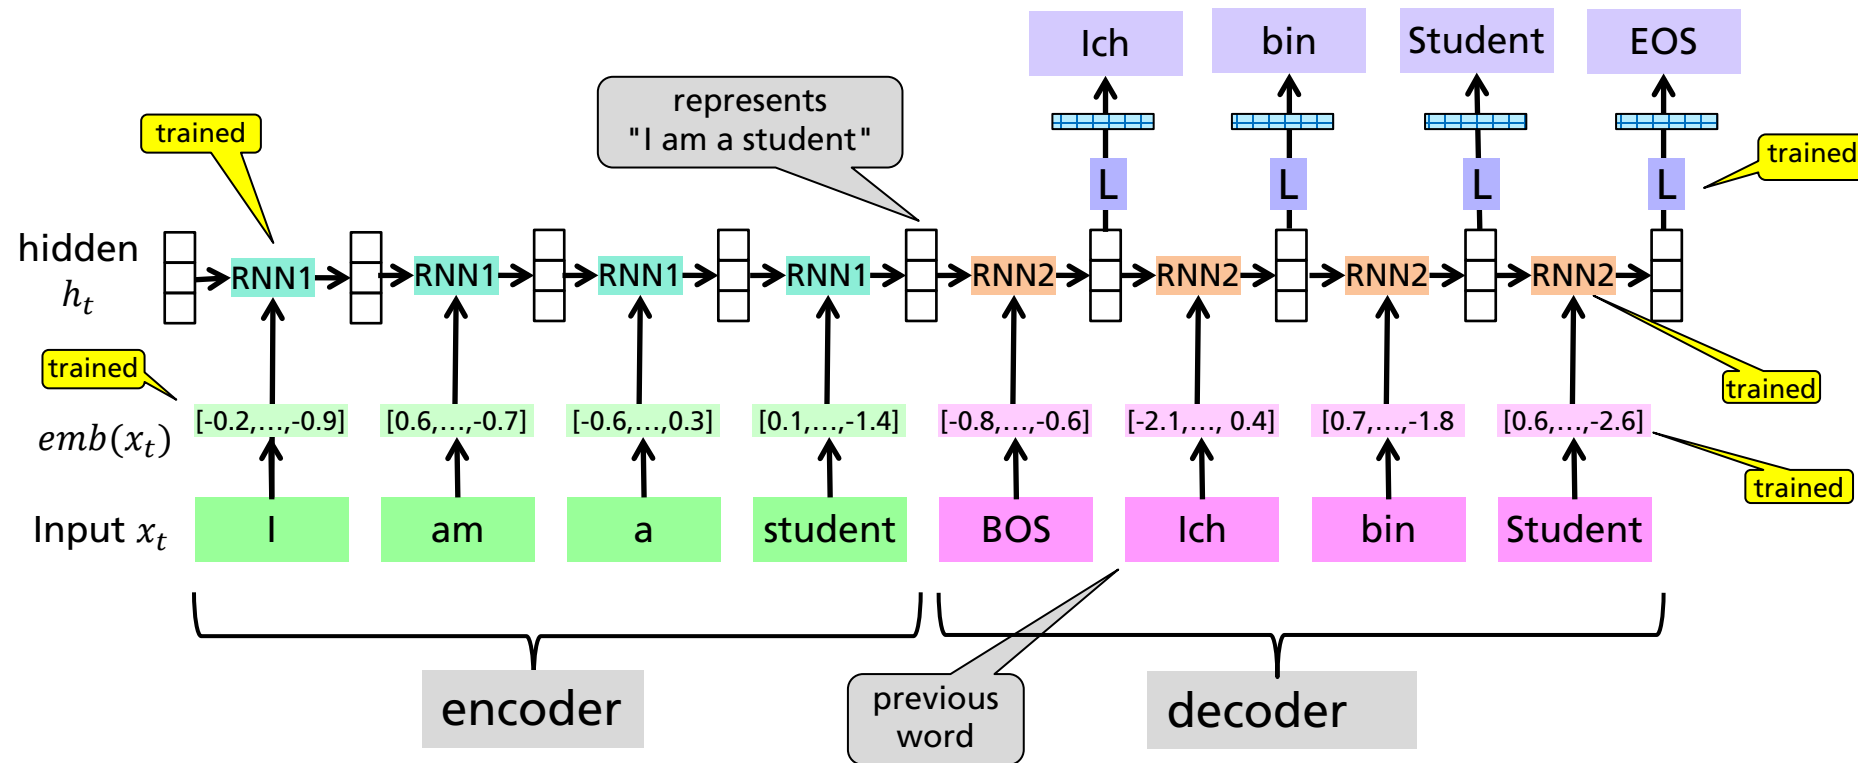 Ich bin Student EOS
represents
"I am a student"
trained
trained
L L L L
hidden
h_t
RNN1 RNN1 RNN1 RNN1 RNN2 RNN2 RNN2 RNN2
trained
trained
emb(x_t) [-0.2,...,-0.9] [0.6,...,-0.7] [-0.6,...,0.3] [0.1,...,-1.4] [-0.8,...,-0.6] [-2.1,..., 0.4] [0.7,...,-1.8 [0.6,...,-2.6]
trained
Input x_t I am a student BOS Ich bin Student
encoder
previous
word
decoder